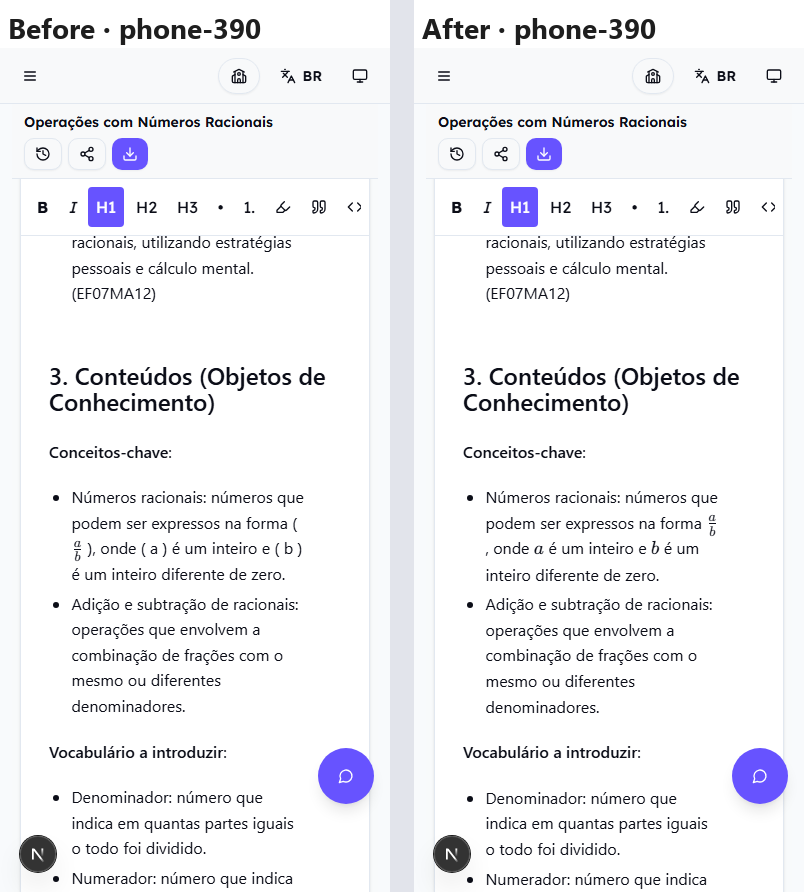 Before · phone-390
BR
Operações com Números Racionais
B I H1 H2 H3 • 1.
racionais, utilizando estratégias
pessoais e cálculo mental.
(EF07MA12)
3. Conteúdos (Objetos de
Conhecimento)
Conceitos-chave:
• Números racionais: números que
podem ser expressos na forma (
a/b ), onde ( a ) é um inteiro e ( b )
é um inteiro diferente de zero.
• Adição e subtração de racionais:
operações que envolvem a
combinação de frações com o
mesmo ou diferentes
denominadores.
Vocabulário a introduzir:
• Denominador: número que
indica em quantas partes iguais
o todo foi dividido.
• Numerador: número que indica
N
After · phone-390
BR
Operações com Números Racionais
B I H1 H2 H3 • 1.
racionais, utilizando estratégias
pessoais e cálculo mental.
(EF07MA12)
3. Conteúdos (Objetos de
Conhecimento)
Conceitos-chave:
• Números racionais: números que
podem ser expressos na forma a/b
, onde a é um inteiro e b é um
inteiro diferente de zero.
• Adição e subtração de racionais:
operações que envolvem a
combinação de frações com o
mesmo ou diferentes
denominadores.
Vocabulário a introduzir:
• Denominador: número que
indica em quantas partes iguais
o todo foi dividido.
• Numerador: número que indica
N